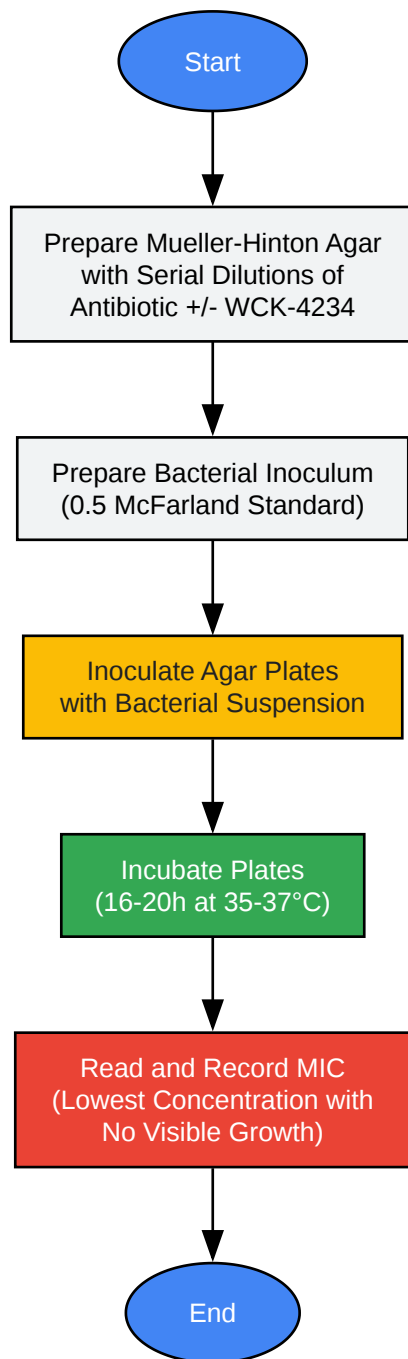 Start
Prepare Mueller-Hinton Agar
with Serial Dilutions of
Antibiotic +/- WCK-4234
Prepare Bacterial Inoculum
(0.5 McFarland Standard)
Inoculate Agar Plates
with Bacterial Suspension
Incubate Plates
(16-20h at 35-37°C)
Read and Record MIC
(Lowest Concentration with
No Visible Growth)
End